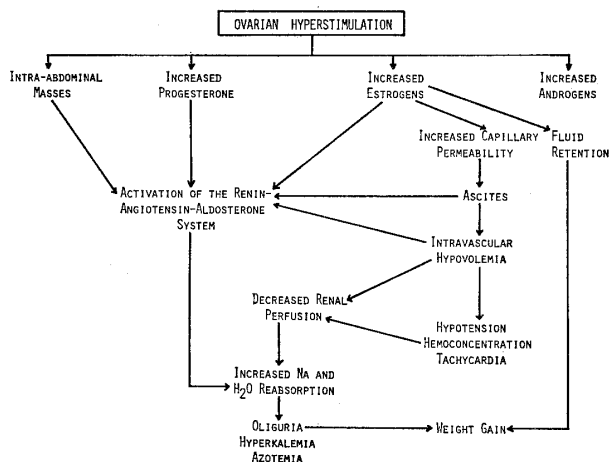 OVARIAN HYPERSTIMULATION
INTRA-ABDOMINAL
MASSES
INCREASED
PROGESTERONE
INCREASED
ESTROGENS
INCREASED
ANDROGENS
INCREASED CAPILLARY
PERMEABILITY
FLUID
RETENTION
ACTIVATION OF THE RENIN-
ANGIOTENSIN-ALDOSTERONE
SYSTEM
ASCITES
INTRAVASCULAR
HYPOVOLEMIA
DECREASED RENAL
PERFUSION
HYPOTENSION
HEMOCONCENTRATION
TACHYCARDIA
INCREASED NA AND
H2O REABSORPTION
OLIGURIA
HYPERKALEMIA
AZOTEMIA
WEIGHT GAIN